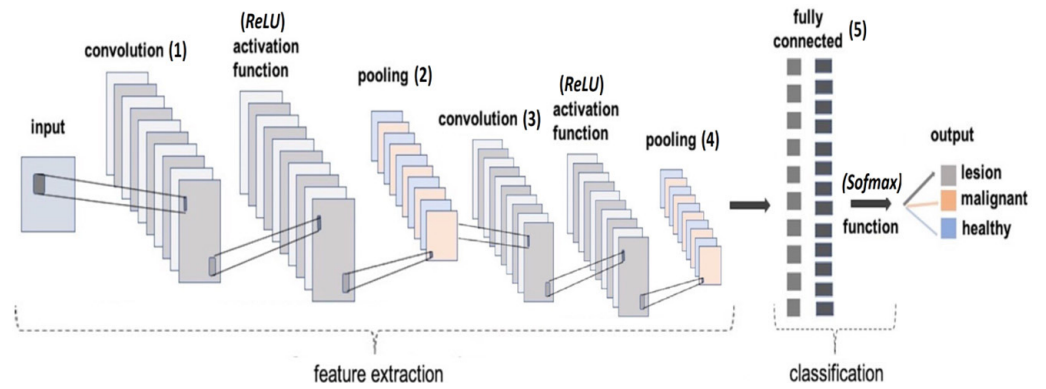 input
convolution (1)
(ReLU)
activation
function
pooling (2)
convolution (3)
(ReLU)
activation
function
pooling (4)
fully
connected (5)
(Sofmax)
function
output
lesion
malignant
healthy
feature extraction
classification